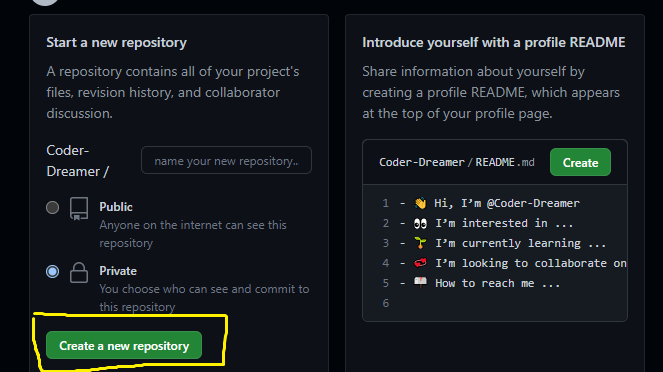 Start a new repository
A repository contains all of your project's
files, revision history, and collaborator
discussion.
Coder-
Dreamer /
name your new repository..
Public
Anyone on the internet can see this
repository
Private
You choose who can see and commit to
this repository
Create a new repository
Introduce yourself with a profile README
Share information about yourself by
creating a profile README, which appears
at the top of your profile page.
Coder-Dreamer / README.md
Create
1 - 👋 Hi, I’m @Coder-Dreamer
2 - 👀 I’m interested in ...
3 - 🌱 I’m currently learning ...
4 - 💞️ I’m looking to collaborate on
5 - 📫 How to reach me ...
6